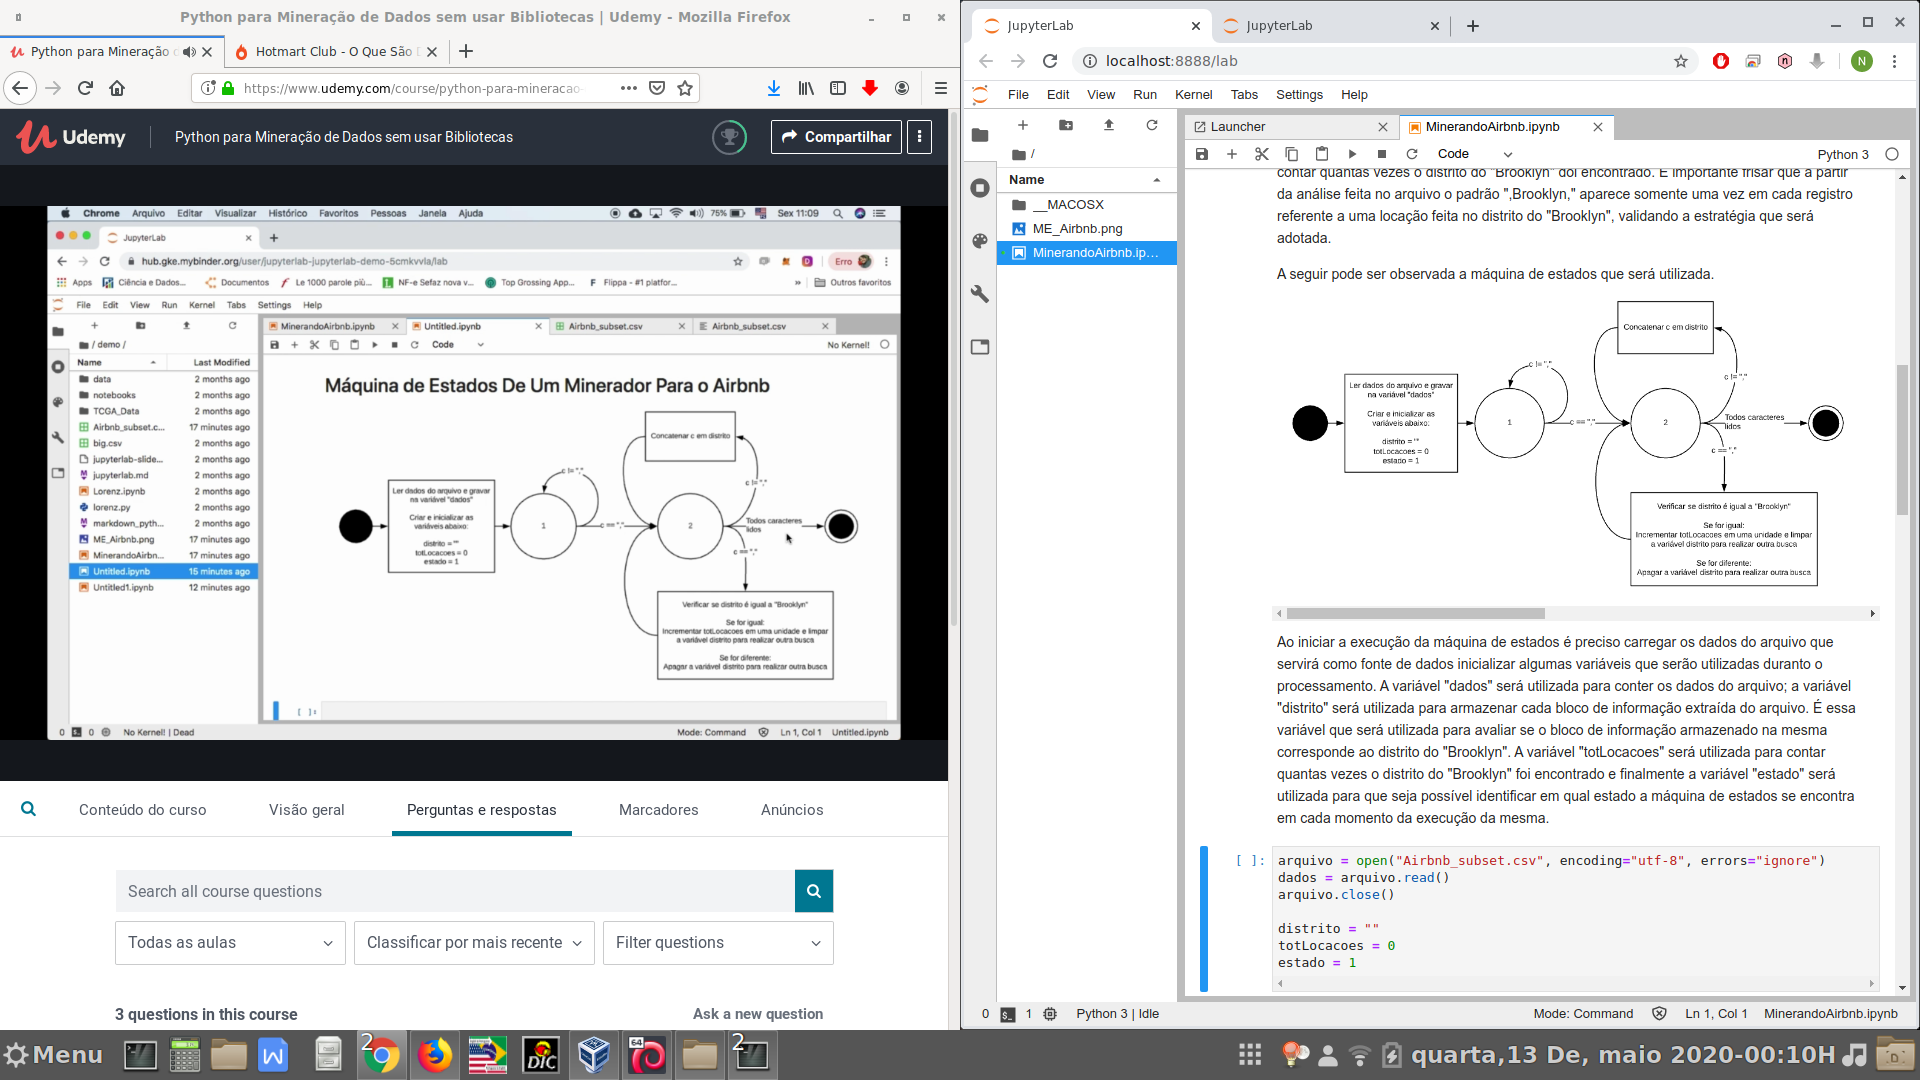 Python para Mineração de Dados sem usar Bibliotecas | Udemy - Mozilla Firefox
Python para Mineração
Hotmart Club - O Que São
https://www.udemy.com/course/python-para-mineracao-
Udemy
Python para Mineração de Dados sem usar Bibliotecas
Compartilhar
Chrome Arquivo Editar Visualizar Histórico Favoritos Pessoas Janela Ajuda
75%
Sex 11:09
JupyterLab
hub.gke.mybinder.org/user/jupyterlab-jupyterlab-demo-5cmkvvla/lab
Erro
Apps
Ciência e Dados...
Documentos
Le 1000 parole piü...
NF-e Sefaz nova v...
Top Grossing App...
Flippa - #1 platfor...
»
Outros favoritos
File Edit View Run Kernel Tabs Settings Help
MinerandoAirbnb.ipynb
Untitled.ipynb
Airbnb_subset.csv
Airbnb_subset.csv
/ demo /
Code
No Kernel!
Name
Last Modified
data 2 months ago
notebooks 2 months ago
TCGA_Data 2 months ago
Airbnb_subset.c... 17 minutes ago
big.csv 2 months ago
jupyterlab-slide... 2 months ago
jupyterlab.md 2 months ago
Lorenz.ipynb 2 months ago
lorenz.py 2 months ago
markdown_pyth... 2 months ago
ME_Airbnb.png 17 minutes ago
MinerandoAirbn... 17 minutes ago
Untitled.ipynb 15 minutes ago
Untitled1.ipynb 12 minutes ago
Máquina de Estados De Um Minerador Para o Airbnb
Concatenar c em distrito
c != ","
c != ","
Ler dados do arquivo e gravar
na variável "dados"
Criar e inicializar as
variáveis abaixo:
distrito = ""
totLocacoes = 0
estado = 1
1
c == ","
2
Todos caracteres
lidos
c == ","
Verificar se distrito é igual a "Brooklyn"
Se for igual:
Incrementar totLocacoes em uma unidade e limpar
a variável distrito para realizar outra busca
Se for diferente:
Apagar a variável distrito para realizar outra busca
[ ]:
0
0
No Kernel! | Dead
Mode: Command
Ln 1, Col 1
Untitled.ipynb
Conteúdo do curso
Visão geral
Perguntas e respostas
Marcadores
Anúncios
Search all course questions
Todas as aulas
Classificar por mais recente
Filter questions
3 questions in this course
Ask a new question
JupyterLab
JupyterLab
localhost:8888/lab
N
File Edit View Run Kernel Tabs Settings Help
Launcher
MinerandoAirbnb.ipynb
/
Code
Python 3
Name
__MACOSX
ME_Airbnb.png
MinerandoAirbnb.ip...
contar quantas vezes o distrito do "Brooklyn" doi encontrado. É importante frisar que a partir
da análise feita no arquivo o padrão ",Brooklyn," aparece somente uma vez em cada registro
referente a uma locação feita no distrito do "Brooklyn", validando a estratégia que será
adotada.
A seguir pode ser observada a máquina de estados que será utilizada.
Concatenar c em distrito
c != ","
c != ","
Ler dados do arquivo e gravar
na variável "dados"
Criar e inicializar as
variáveis abaixo:
distrito = ""
totLocacoes = 0
estado = 1
1
c == ","
2
Todos caracteres
lidos
c == ","
Verificar se distrito é igual a "Brooklyn"
Se for igual:
Incrementar totLocacoes em uma unidade e limpar
a variável distrito para realizar outra busca
Se for diferente:
Apagar a variável distrito para realizar outra busca
Ao iniciar a execução da máquina de estados é preciso carregar os dados do arquivo que
servirá como fonte de dados inicializar algumas variáveis que serão utilizadas duranto o
processamento. A variável "dados" será utilizada para conter os dados do arquivo; a variável
"distrito" será utilizada para armazenar cada bloco de informação extraída do arquivo. É essa
variável que será utilizada para avaliar se o bloco de informação armazenado na mesma
corresponde ao distrito do "Brooklyn". A variável "totLocacoes" será utilizada para contar
quantas vezes o distrito do "Brooklyn" foi encontrado e finalmente a variável "estado" será
utilizada para que seja possível identificar em qual estado a máquina de estados se encontra
em cada momento da execução da mesma.
[ ]:
arquivo = open("Airbnb_subset.csv", encoding="utf-8", errors="ignore")
dados = arquivo.read()
arquivo.close()
distrito = ""
totLocacoes = 0
estado = 1
0
1
Python 3 | Idle
Mode: Command
Ln 1, Col 1
MinerandoAirbnb.ipynb
Menu
W
2
DIC
64
2
quarta,13 De, maio 2020-00:10H
D